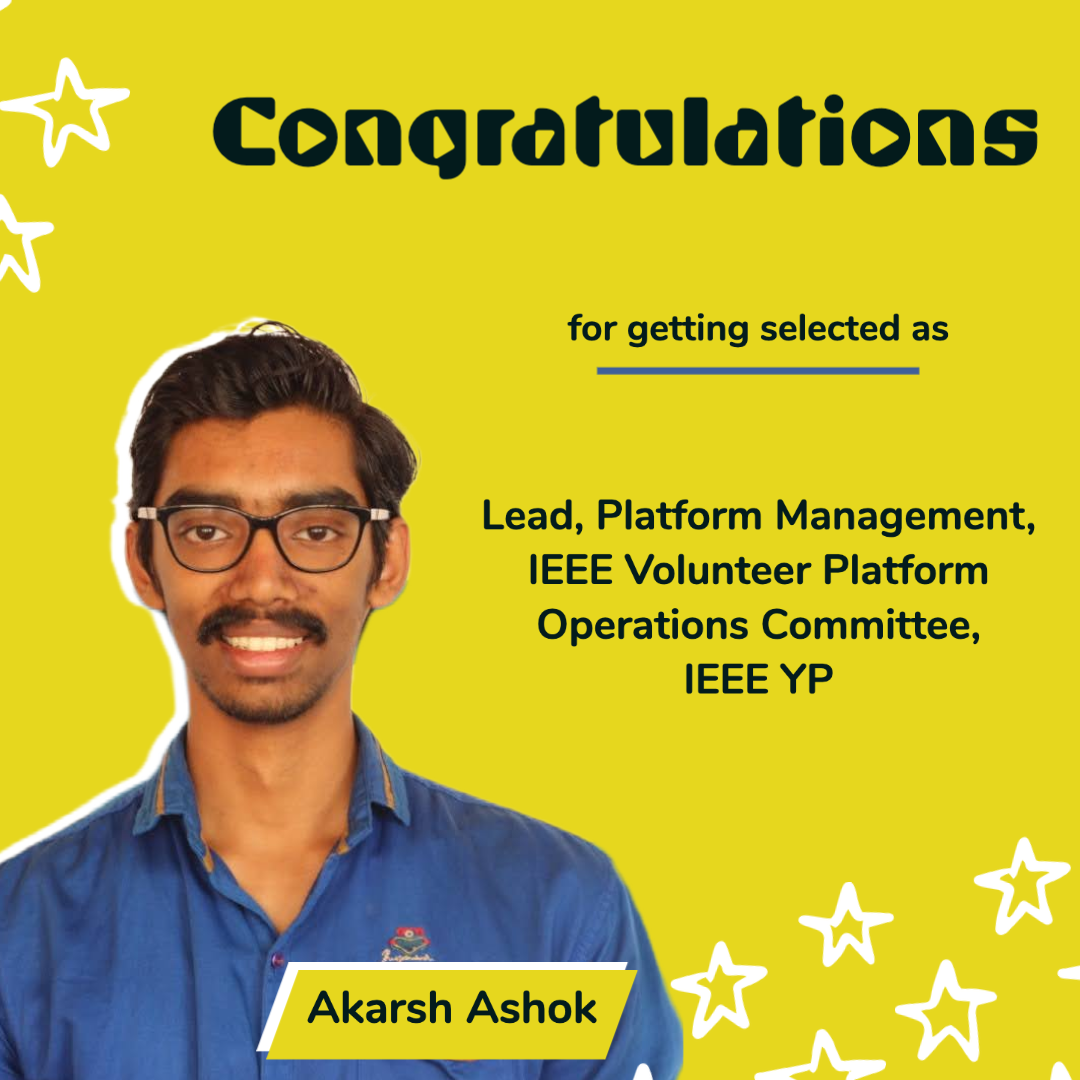 Congratulations
for getting selected as
Lead, Platform Management,
IEEE Volunteer Platform
Operations Committee,
IEEE YP
Akarsh Ashok